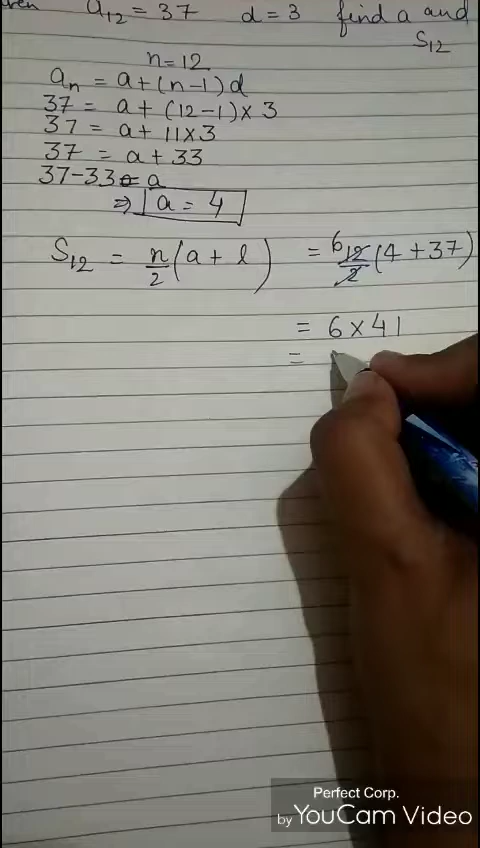 a₁₂ = 37 d = 3 find a and
S₁₂
n = 12
aₙ = a + (n-1) d
37 = a + (12-1) × 3
37 = a + 11 × 3
37 = a + 33
37 - 33 = a
⇒ a = 4
S₁₂ = n/2 (a + l) = 6 12/2 (4 + 37)
= 6 × 41
=
Perfect Corp.
by YouCam Video